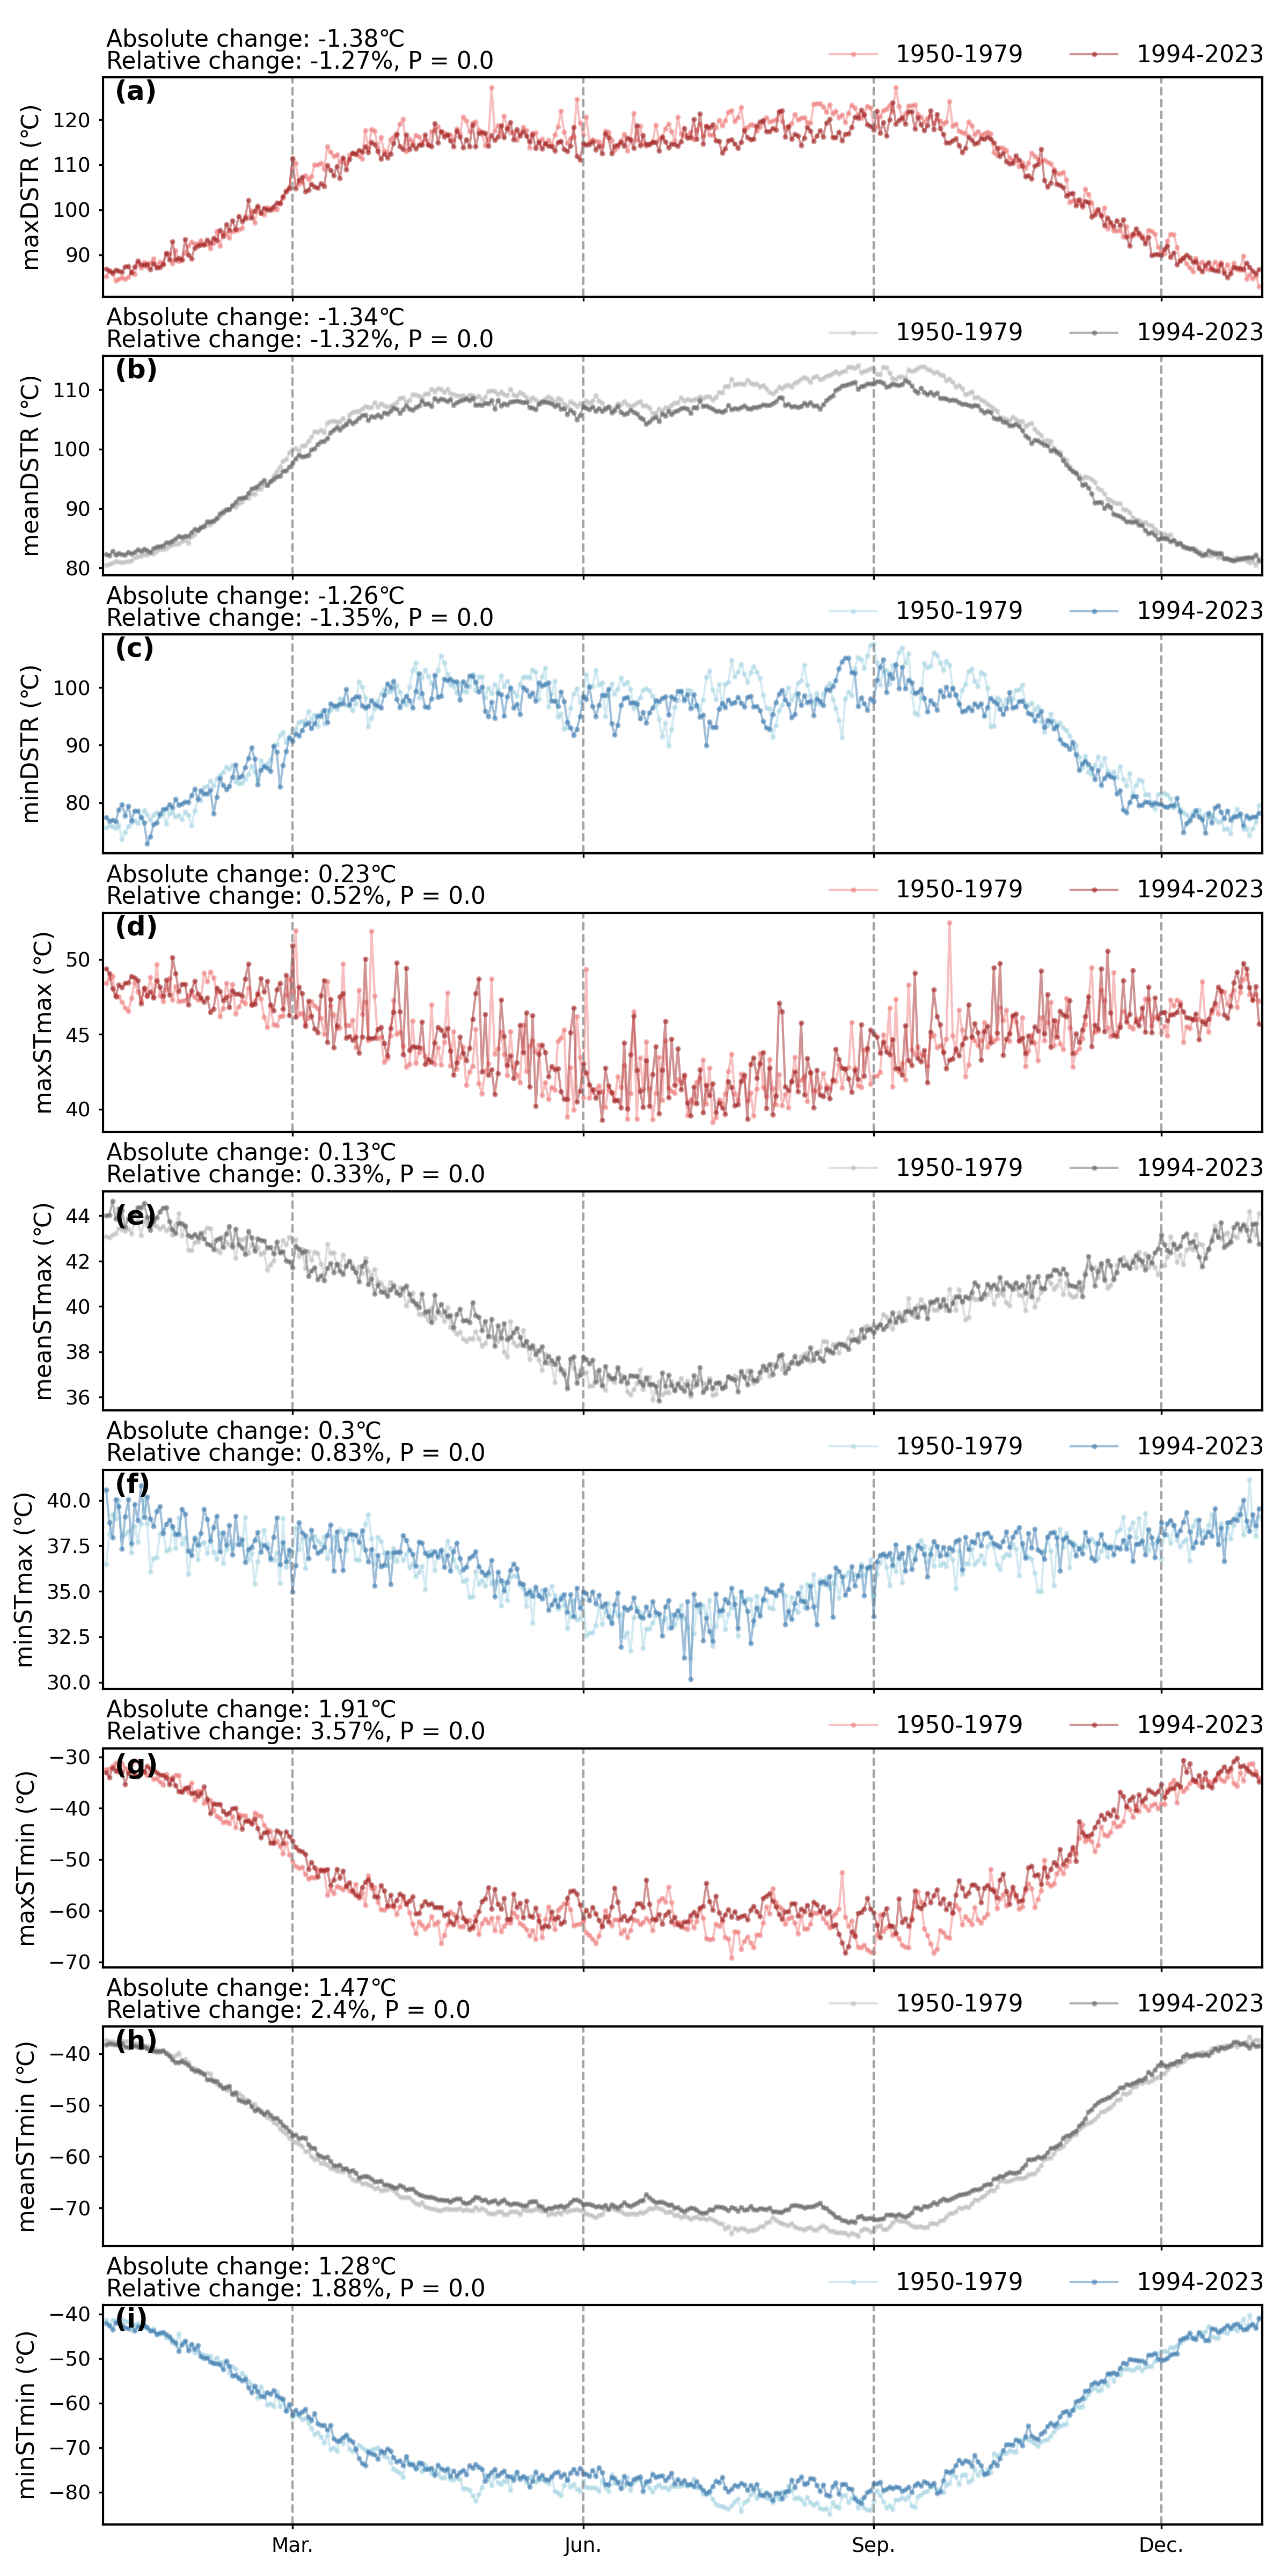 Absolute change: -1.38℃
Relative change: -1.27%, P = 0.0
1950-1979 1994-2023
(a)
maxDSTR (℃)
120
110
100
90
Absolute change: -1.34℃
Relative change: -1.32%, P = 0.0
1950-1979 1994-2023
(b)
meanDSTR (℃)
110
100
90
80
Absolute change: -1.26℃
Relative change: -1.35%, P = 0.0
1950-1979 1994-2023
(c)
minDSTR (℃)
100
90
80
Absolute change: 0.23℃
Relative change: 0.52%, P = 0.0
1950-1979 1994-2023
(d)
maxSTmax (℃)
50
45
40
Absolute change: 0.13℃
Relative change: 0.33%, P = 0.0
1950-1979 1994-2023
(e)
meanSTmax (℃)
44
42
40
38
36
Absolute change: 0.3℃
Relative change: 0.83%, P = 0.0
1950-1979 1994-2023
(f)
minSTmax (℃)
40.0
37.5
35.0
32.5
30.0
Absolute change: 1.91℃
Relative change: 3.57%, P = 0.0
1950-1979 1994-2023
(g)
maxSTmin (℃)
−30
−40
−50
−60
−70
Absolute change: 1.47℃
Relative change: 2.4%, P = 0.0
1950-1979 1994-2023
(h)
meanSTmin (℃)
−40
−50
−60
−70
Absolute change: 1.28℃
Relative change: 1.88%, P = 0.0
1950-1979 1994-2023
(i)
minSTmin (℃)
−40
−50
−60
−70
−80
Mar. Jun. Sep. Dec.